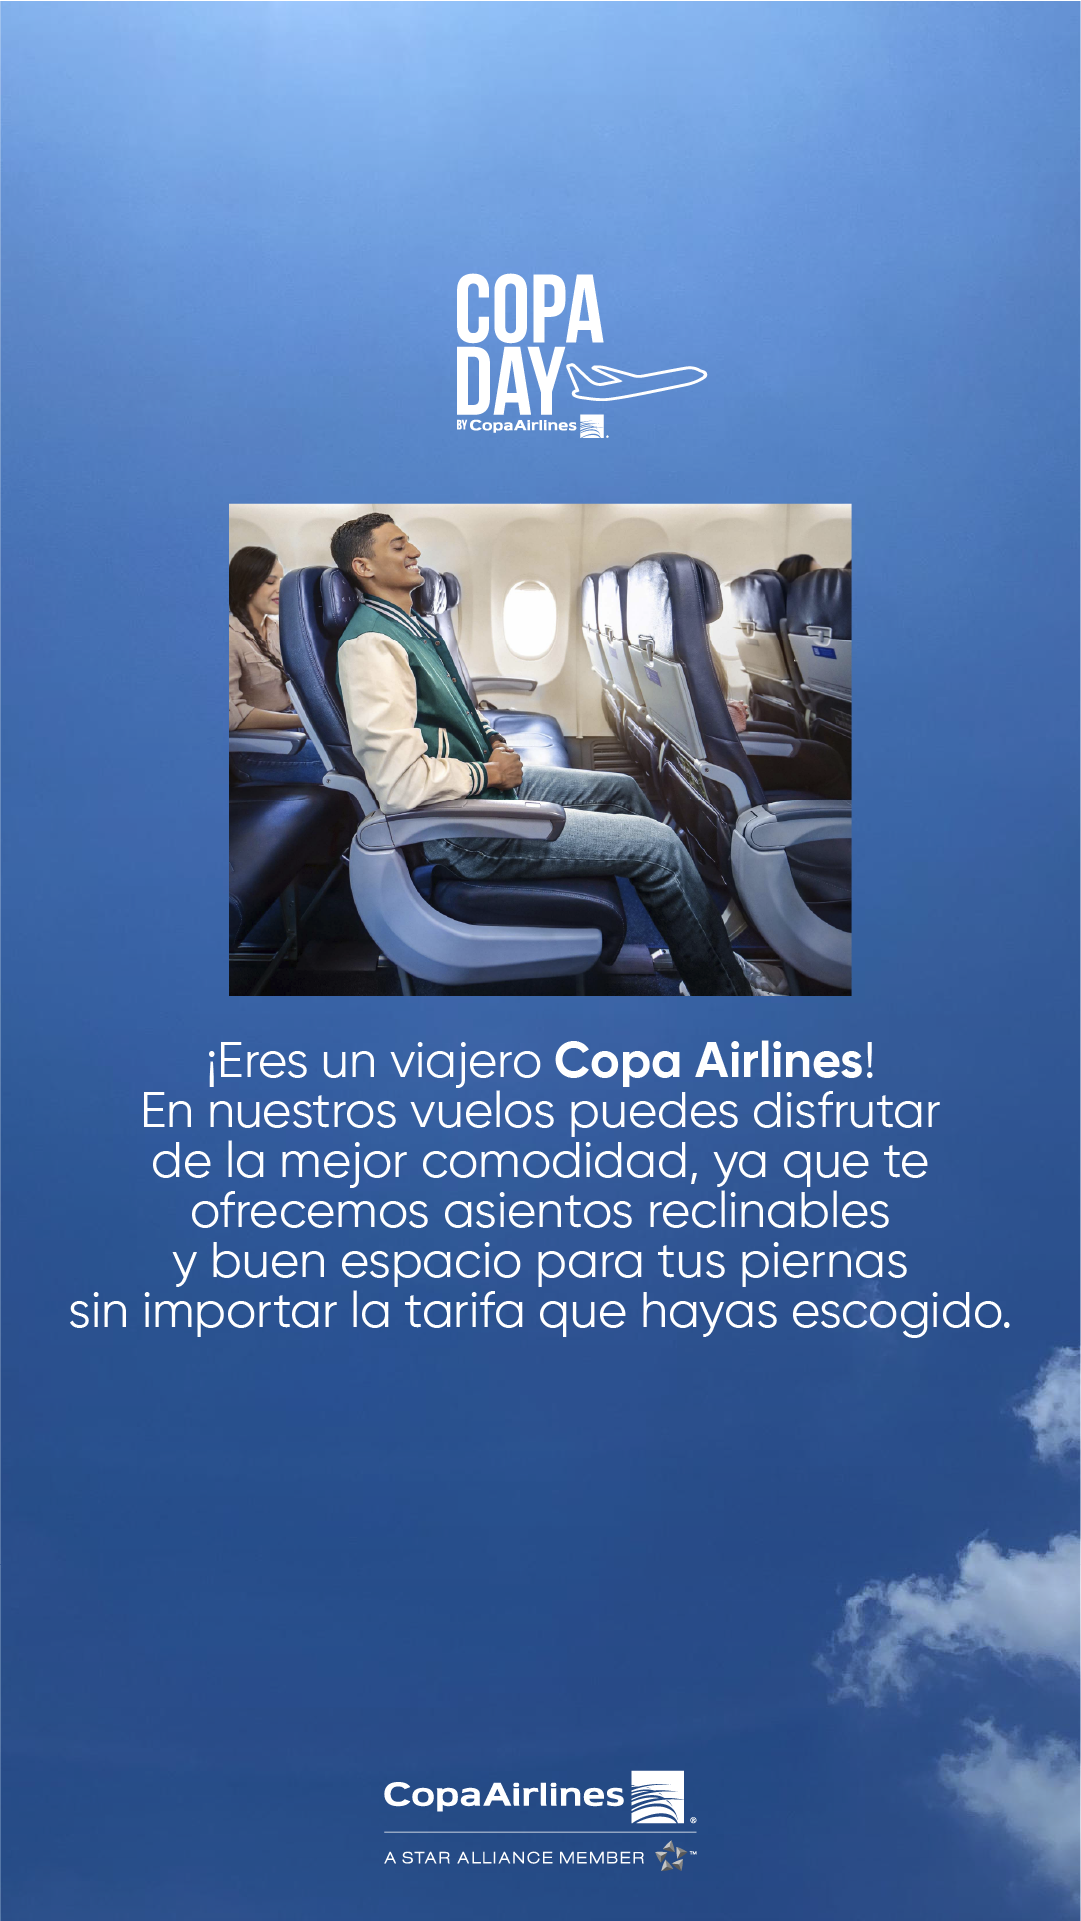 COPA
DAY
BY CopaAirlines
¡Eres un viajero Copa Airlines!
En nuestros vuelos puedes disfrutar
de la mejor comodidad, ya que te
ofrecemos asientos reclinables
y buen espacio para tus piernas
sin importar la tarifa que hayas escogido.
CopaAirlines ®
A STAR ALLIANCE MEMBER ™